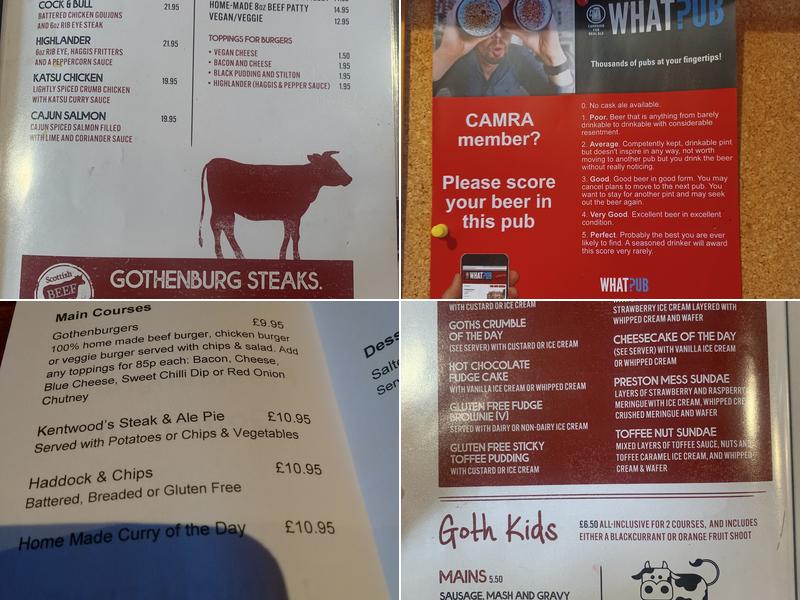 COCK & BULL 21.95
BATTERED CHICKEN GOUJONS
AND 6oz RIB EYE STEAK
HIGHLANDER 21.95
6oz RIB EYE, HAGGIS FRITTERS
AND A PEPPERCORN SAUCE
KATSU CHICKEN 19.95
LIGHTLY SPICED CRUMB CHICKEN
WITH KATSU CURRY SAUCE
CAJUN SALMON 19.95
CAJUN SPICED SALMON FILLED
WITH LIME AND CORIANDER SAUCE
HOME-MADE 8oz BEEF PATTY 14.95
VEGAN/VEGGIE 12.95
TOPPINGS FOR BURGERS
• VEGAN CHEESE 1.50
• BACON AND CHEESE 1.95
• BLACK PUDDING AND STILTON 1.95
• HIGHLANDER (HAGGIS & PEPPER SAUCE) 1.95
Scottish
BEEF
GOTHENBURG STEAKS.
WHAT?PUB
Thousands of pubs at your fingertips!
CAMRA
member?
Please score
your beer in
this pub
0. No cask ale available.
1. Poor. Beer that is anything from barely
drinkable to drinkable with considerable
resentment.
2. Average. Competently kept, drinkable pint
but doesn't inspire in any way, not worth
moving to another pub but you drink the beer
without really noticing.
3. Good. Good beer in good form. You may
cancel plans to move to the next pub. You
want to stay for another pint and may seek
out the beer again.
4. Very Good. Excellent beer in excellent
condition.
5. Perfect. Probably the best you are ever
likely to find. A seasoned drinker will award
this score very rarely.
WHAT?PUB
Main Courses
Gothenburgers £9.95
100% home made beef burger, chicken burger
or veggie burger served with chips & salad. Add
any toppings for 85p each: Bacon, Cheese,
Blue Cheese, Sweet Chilli Dip or Red Onion
Chutney
Kentwood's Steak & Ale Pie £10.95
Served with Potatoes or Chips & Vegetables
Haddock & Chips £10.95
Battered, Breaded or Gluten Free
Home Made Curry of the Day £10.95
WITH CUSTARD OR ICE CREAM
GOTHS CRUMBLE
OF THE DAY
(SEE SERVER) WITH CUSTARD OR ICE CREAM
HOT CHOCOLATE
FUDGE CAKE
WITH VANILLA ICE CREAM OR WHIPPED CREAM
GLUTEN FREE FUDGE
BROWNIE (V)
SERVED WITH DAIRY OR NON-DAIRY ICE CREAM
GLUTEN FREE STICKY
TOFFEE PUDDING
WITH CUSTARD OR ICE CREAM
STRAWBERRY ICE CREAM LAYERED WITH
WHIPPED CREAM AND WAFER
CHEESECAKE OF THE DAY
(SEE SERVER) WITH VANILLA ICE CREAM
OR WHIPPED CREAM
PRESTON MESS SUNDAE
LAYERS OF STRAWBERRY AND RASPBERRY
MERINGUE WITH ICE CREAM, WHIPPED CRE
CRUSHED MERINGUE AND WAFER
TOFFEE NUT SUNDAE
MIXED LAYERS OF TOFFEE SAUCE, NUTS AND
TOFFEE CARAMEL ICE CREAM, AND WHIPPED
CREAM & WAFER
Goth Kids
£6.50 ALL-INCLUSIVE FOR 2 COURSES, AND INCLUDES
EITHER A BLACKCURRANT OR ORANGE FRUIT SHOOT
MAINS 5.50
SAUSAGE, MASH AND GRAVY